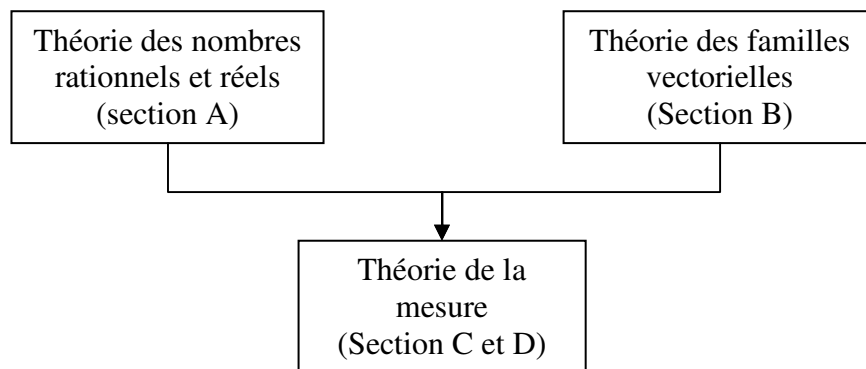 Théorie des nombres
rationnels et réels
(section A)
Théorie des familles
vectorielles
(Section B)
Théorie de la
mesure
(Section C et D)